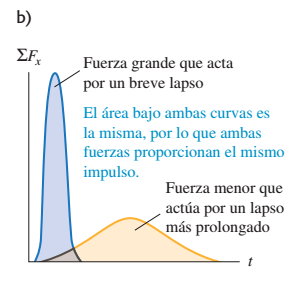 b)
ΣFₓ
Fuerza grande que acta
por un breve lapso
El área bajo ambas curvas es
la misma, por lo que ambas
fuerzas proporcionan el mismo
impulso.
Fuerza menor que
actúa por un lapso
más prolongado
t